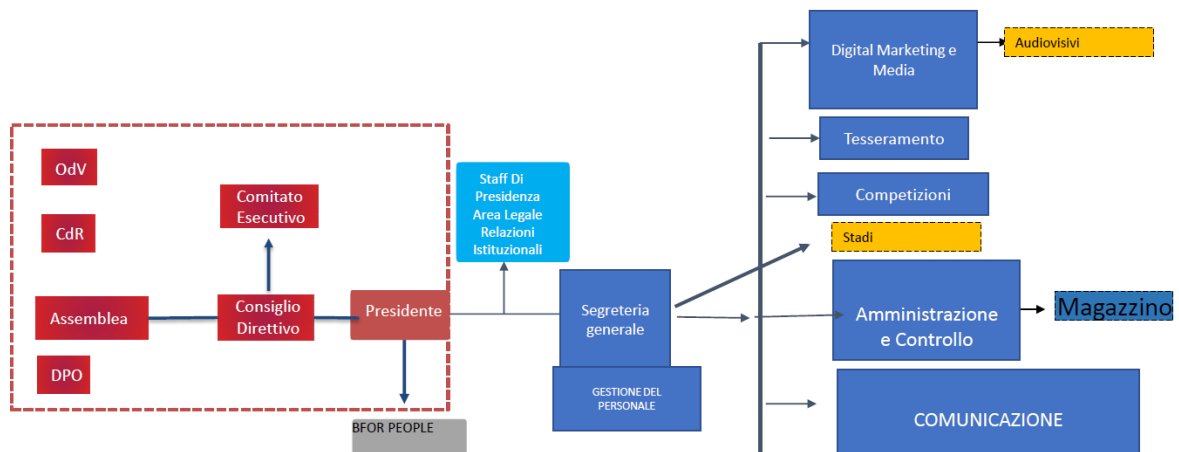 OdV
CdR
Assemblea
DPO
Comitato
Esecutivo
Consiglio
Direttivo
Presidente
BFOR PEOPLE
Staff Di
Presidenza
Area Legale
Relazioni
Istituzionali
Segreteria
generale
GESTIONE DEL
PERSONALE
Digital Marketing e
Media
Audiovisivi
Tesseramento
Competizioni
Stadi
Amministrazione
e Controllo
Magazzino
COMUNICAZIONE